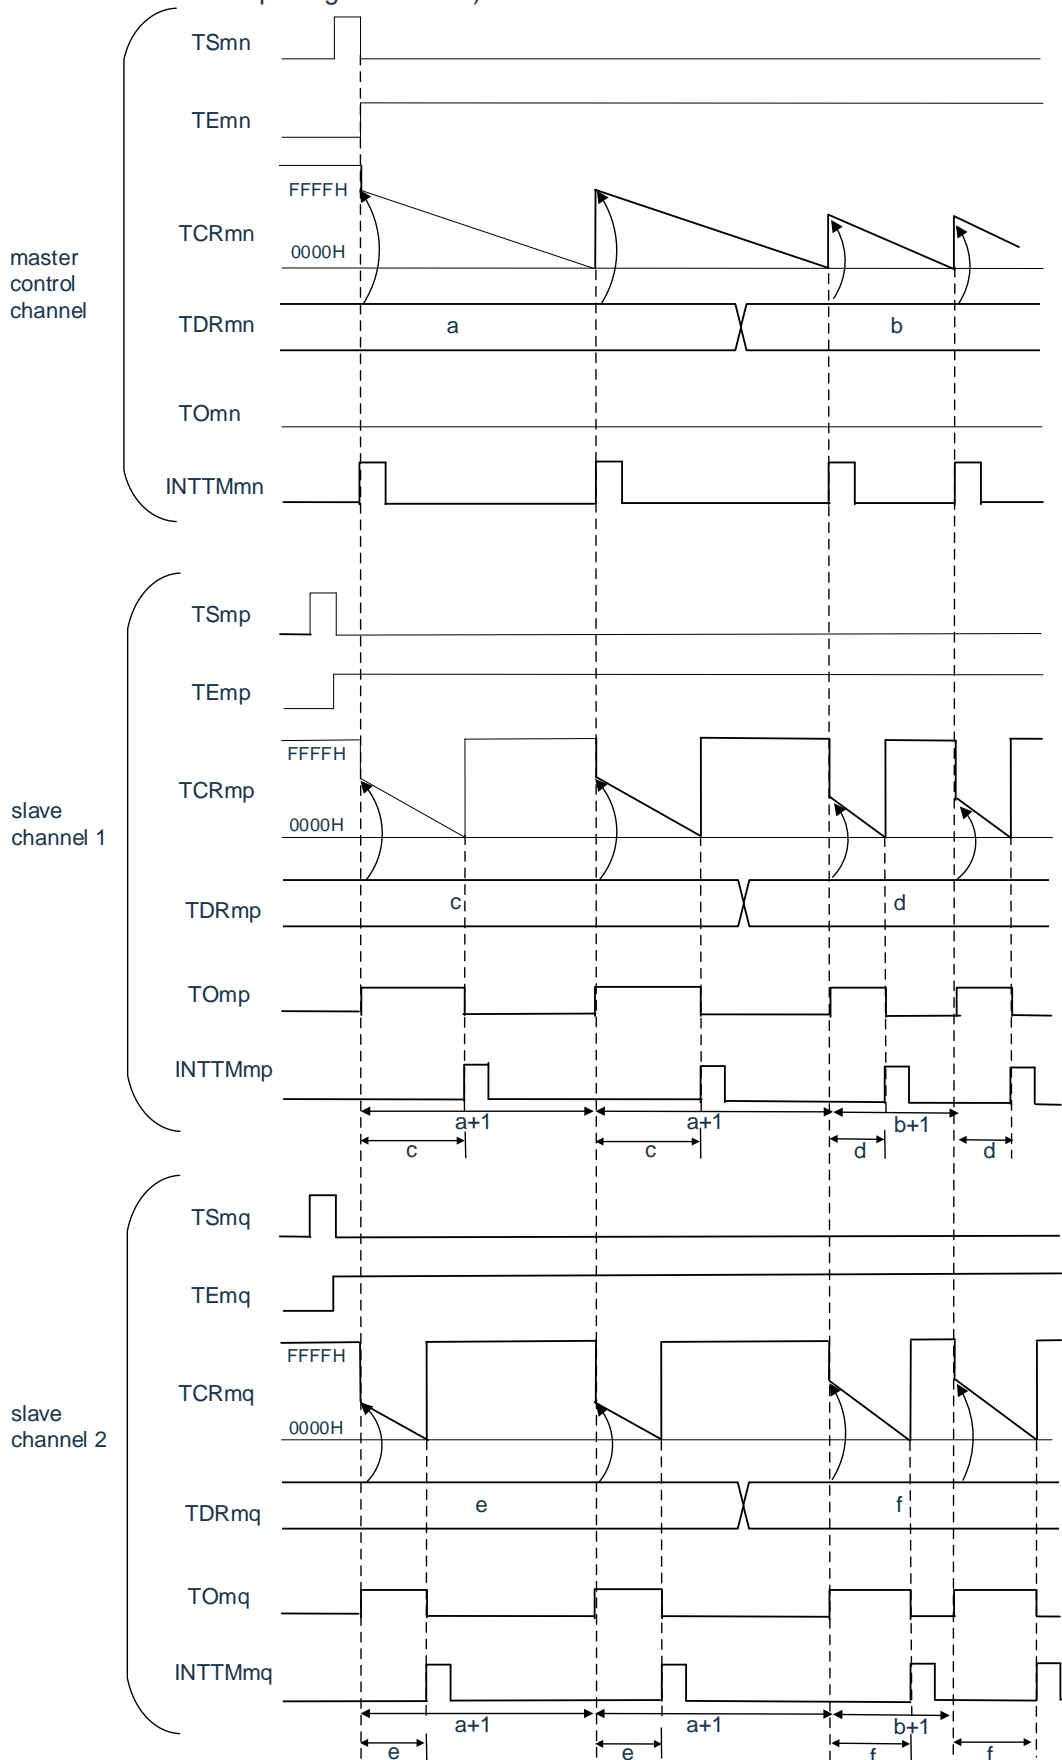 TSmn
TEmn
FFFFH
TCRmn
0000H
master
control
channel
TDRmn
a
b
TOmn
INTTMmn
TSmp
TEmp
FFFFH
TCRmp
0000H
slave
channel 1
TDRmp
c
d
TOmp
INTTMmp
a+1
a+1
b+1
c
c
d
d
TSmq
TEmq
FFFFH
TCRmq
0000H
slave
channel 2
TDRmq
e
f
TOmq
INTTMmq
a+1
a+1
b+1
e
e
f
f